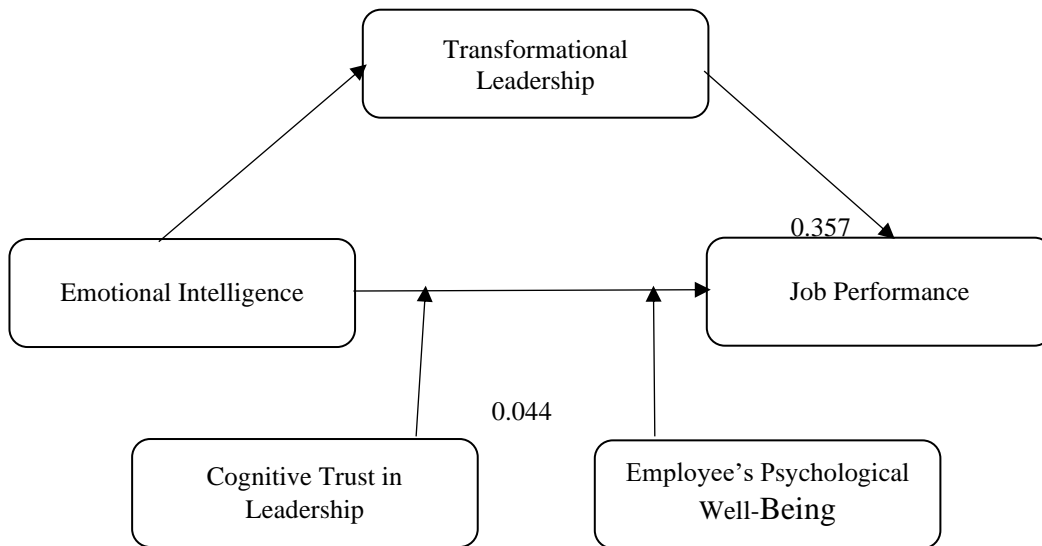 Transformational
Leadership
0.357
Emotional Intelligence
Job Performance
0.044
Cognitive Trust in
Leadership
Employee’s Psychological
Well-Being